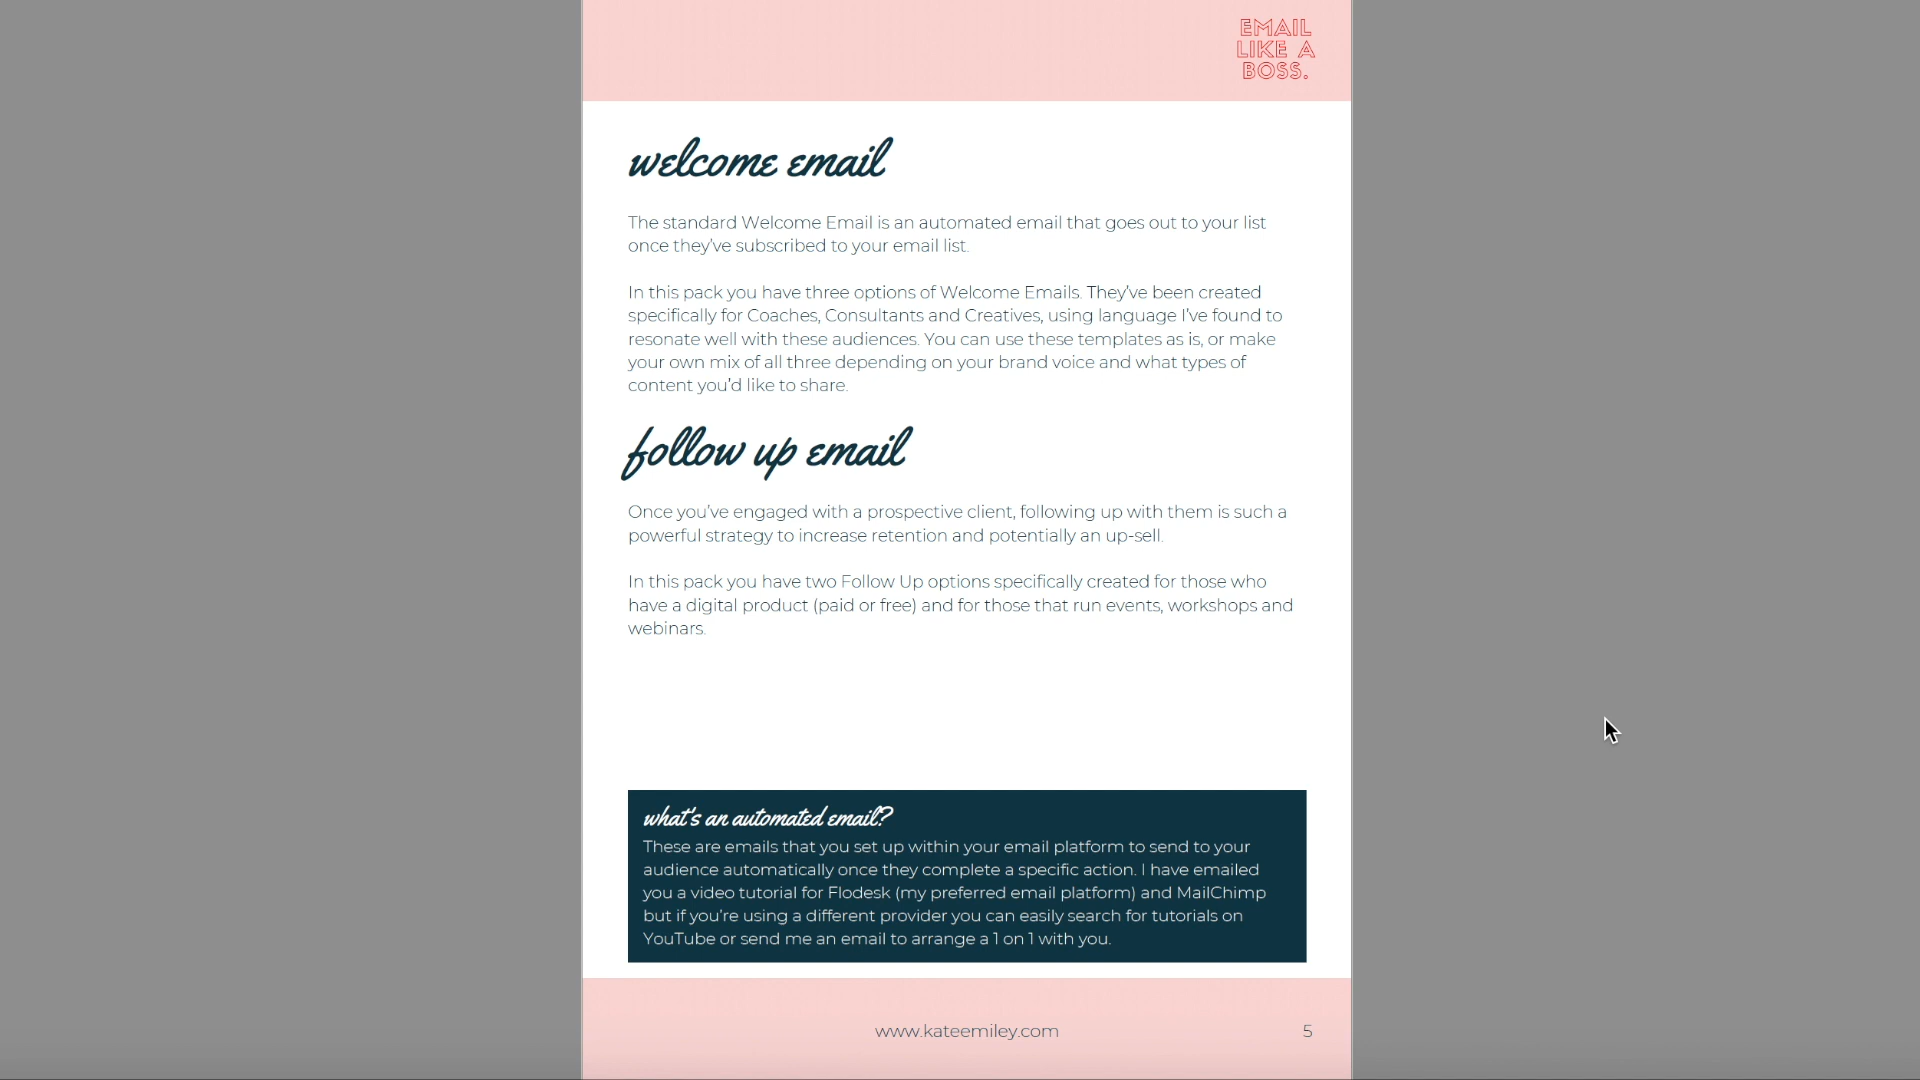 EMAIL
LIKE A
BOSS.
welcome email
The standard Welcome Email is an automated email that goes out to your list
once they've subscribed to your email list.
In this pack you have three options of Welcome Emails. They've been created
specifically for Coaches, Consultants and Creatives, using language I've found to
resonate well with these audiences. You can use these templates as is, or make
your own mix of all three depending on your brand voice and what types of
content you'd like to share.
follow up email
Once you've engaged with a prospective client, following up with them is such a
powerful strategy to increase retention and potentially an up-sell.
In this pack you have two Follow Up options specifically created for those who
have a digital product (paid or free) and for those that run events, workshops and
webinars.
what's an automated email?
These are emails that you set up within your email platform to send to your
audience automatically once they complete a specific action. I have emailed
you a video tutorial for Flodesk (my preferred email platform) and MailChimp
but if you're using a different provider you can easily search for tutorials on
YouTube or send me an email to arrange a 1 on 1 with you.
www.kateemiley.com
5